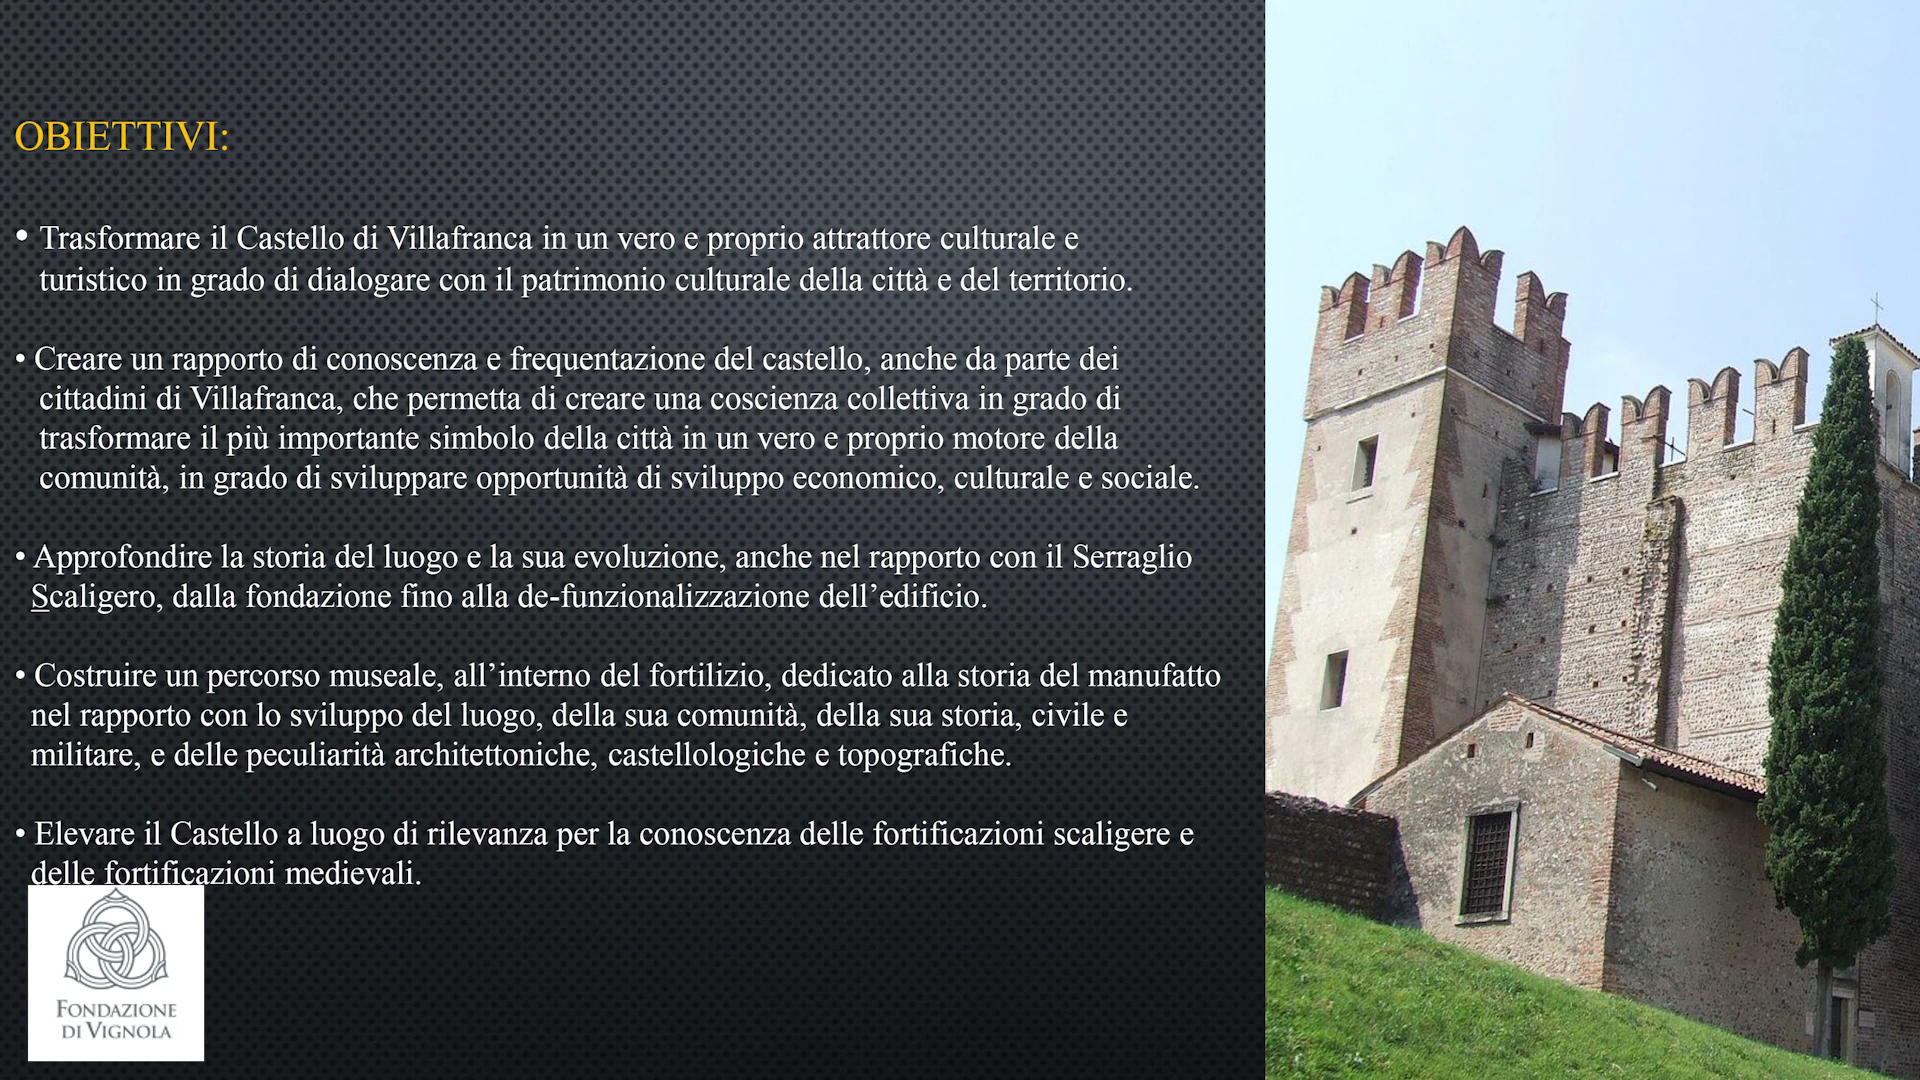 OBIETTIVI:
• Trasformare il Castello di Villafranca in un vero e proprio attrattore culturale e
turistico in grado di dialogare con il patrimonio culturale della città e del territorio.
• Creare un rapporto di conoscenza e frequentazione del castello, anche da parte dei
cittadini di Villafranca, che permetta di creare una coscienza collettiva in grado di
trasformare il più importante simbolo della città in un vero e proprio motore della
comunità, in grado di sviluppare opportunità di sviluppo economico, culturale e sociale.
• Approfondire la storia del luogo e la sua evoluzione, anche nel rapporto con il Serraglio
Scaligero, dalla fondazione fino alla de-funzionalizzazione dell’edificio.
• Costruire un percorso museale, all’interno del fortilizio, dedicato alla storia del manufatto
nel rapporto con lo sviluppo del luogo, della sua comunità, della sua storia, civile e
militare, e delle peculiarità architettoniche, castellologiche e topografiche.
• Elevare il Castello a luogo di rilevanza per la conoscenza delle fortificazioni scaligere e
delle fortificazioni medievali.
FONDAZIONE
DI VIGNOLA